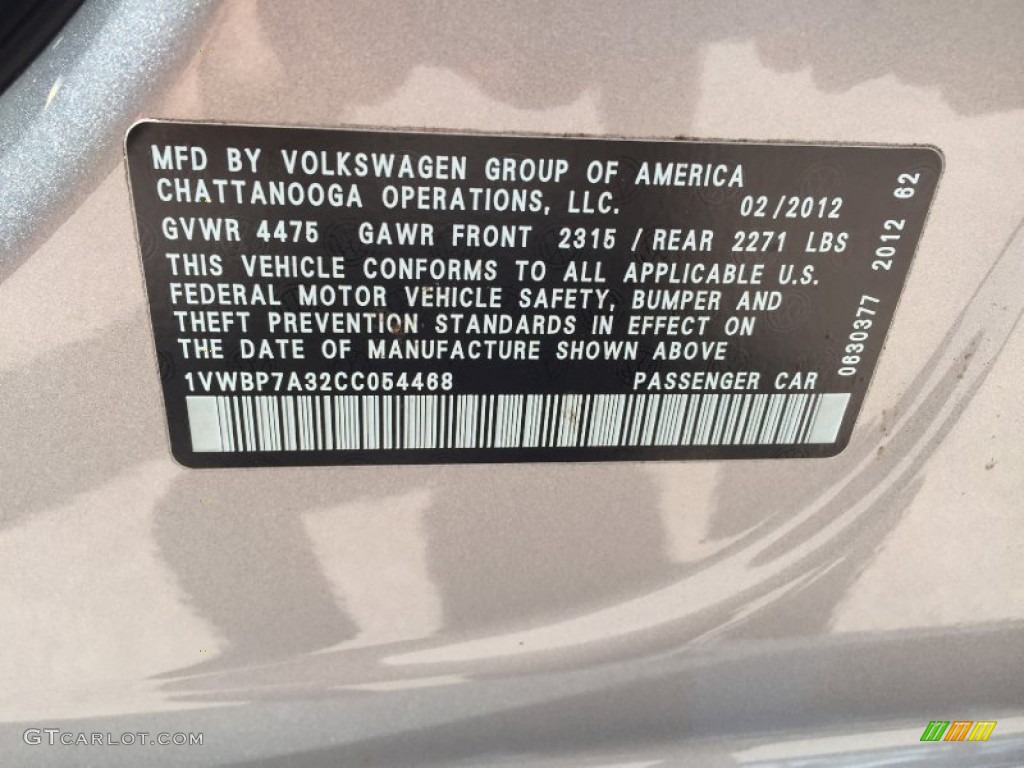 MFD BY VOLKSWAGEN GROUP OF AMERICA
CHATTANOOGA OPERATIONS, LLC. 02/2012
GVWR 4475 GAWR FRONT 2315 / REAR 2271 LBS
THIS VEHICLE CONFORMS TO ALL APPLICABLE U.S.
FEDERAL MOTOR VEHICLE SAFETY, BUMPER AND
THEFT PREVENTION STANDARDS IN EFFECT ON
THE DATE OF MANUFACTURE SHOWN ABOVE
1VWBP7A32CC054468 PASSENGER CAR
0630377 2012 62
GTCARLOT.COM